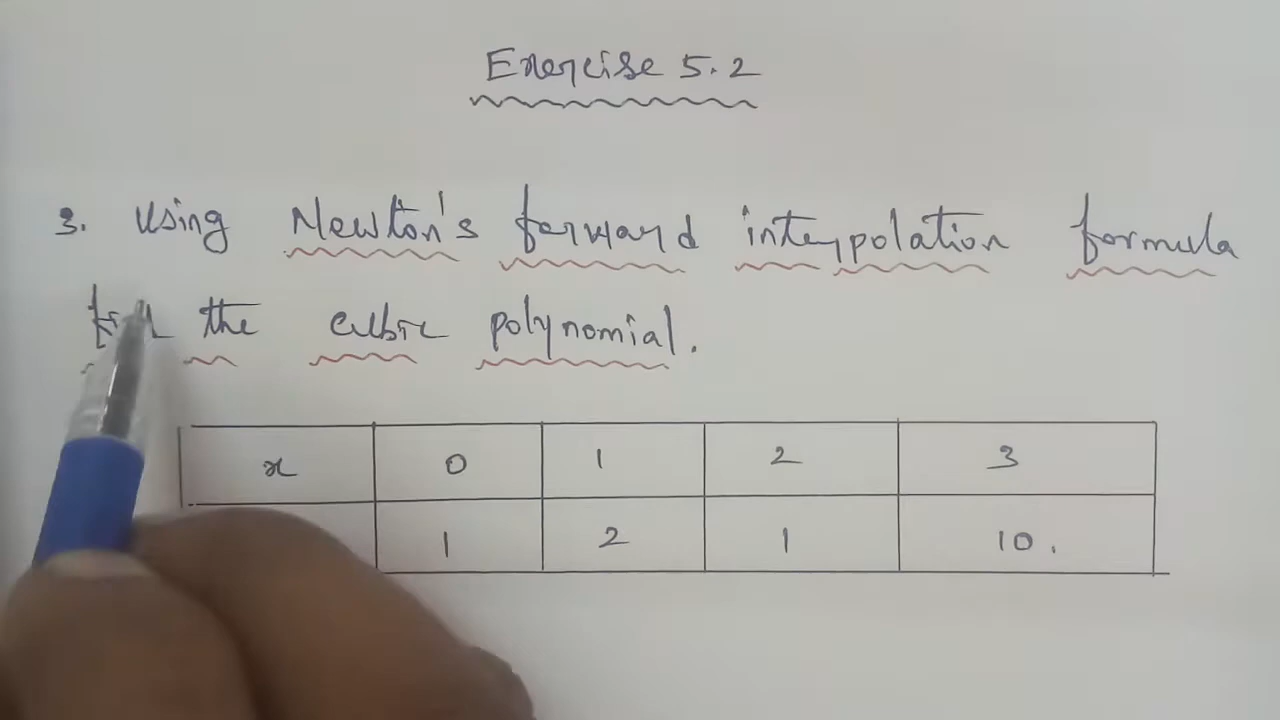 Exercise 5.2
3. Using Newton's forward interpolation formula
the cubic polynomial.
x 0 1 2 3
1 2 1 10.